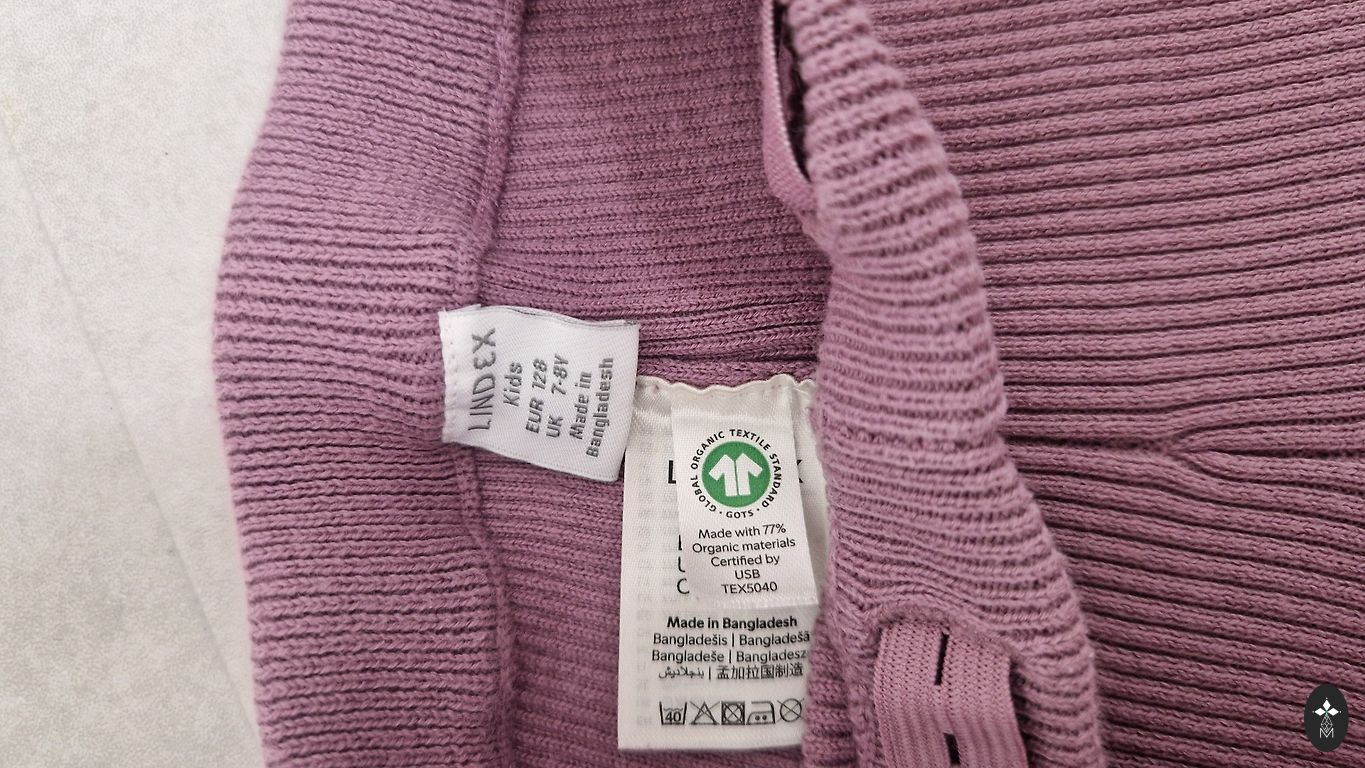 LINDEX
Kids
EUR 128
UK 7-8Y
Made in
Bangladesh
GLOBAL ORGANIC TEXTILE STANDARD
· GOTS ·
Made with 77%
Organic materials
Certified by
USB
TEX5040
Made in Bangladesh
Bangladešis | Bangladešā
Bangladeše | Bangladesz
孟加拉国制造
40
M